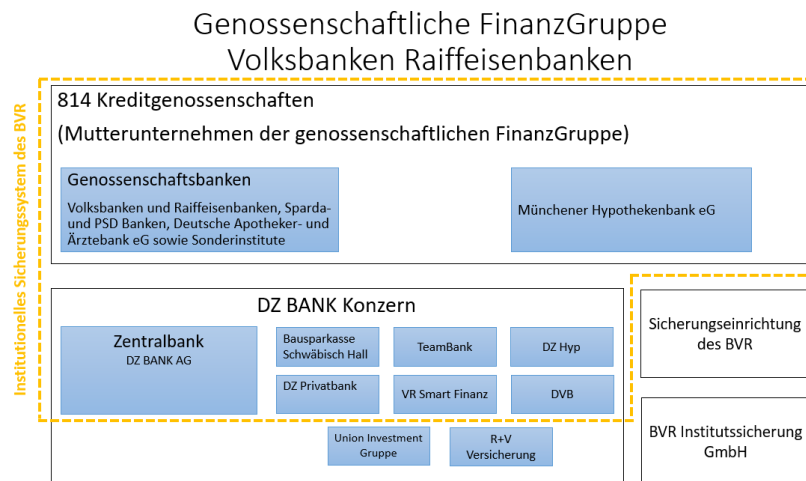 Genossenschaftliche FinanzGruppe
Volksbanken Raiffeisenbanken
Institutionelles Sicherungssystem des BVR
814 Kreditgenossenschaften
(Mutterunternehmen der genossenschaftlichen FinanzGruppe)
Genossenschaftsbanken
Volksbanken und Raiffeisenbanken, Sparda-
und PSD Banken, Deutsche Apotheker- und
Ärztebank eG sowie Sonderinstitute
Münchener Hypothekenbank eG
DZ BANK Konzern
Zentralbank
DZ BANK AG
Bausparkasse
Schwäbisch Hall
TeamBank
DZ Hyp
DZ Privatbank
VR Smart Finanz
DVB
Union Investment
Gruppe
R+V
Versicherung
Sicherungseinrichtung
des BVR
BVR Institutssicherung
GmbH